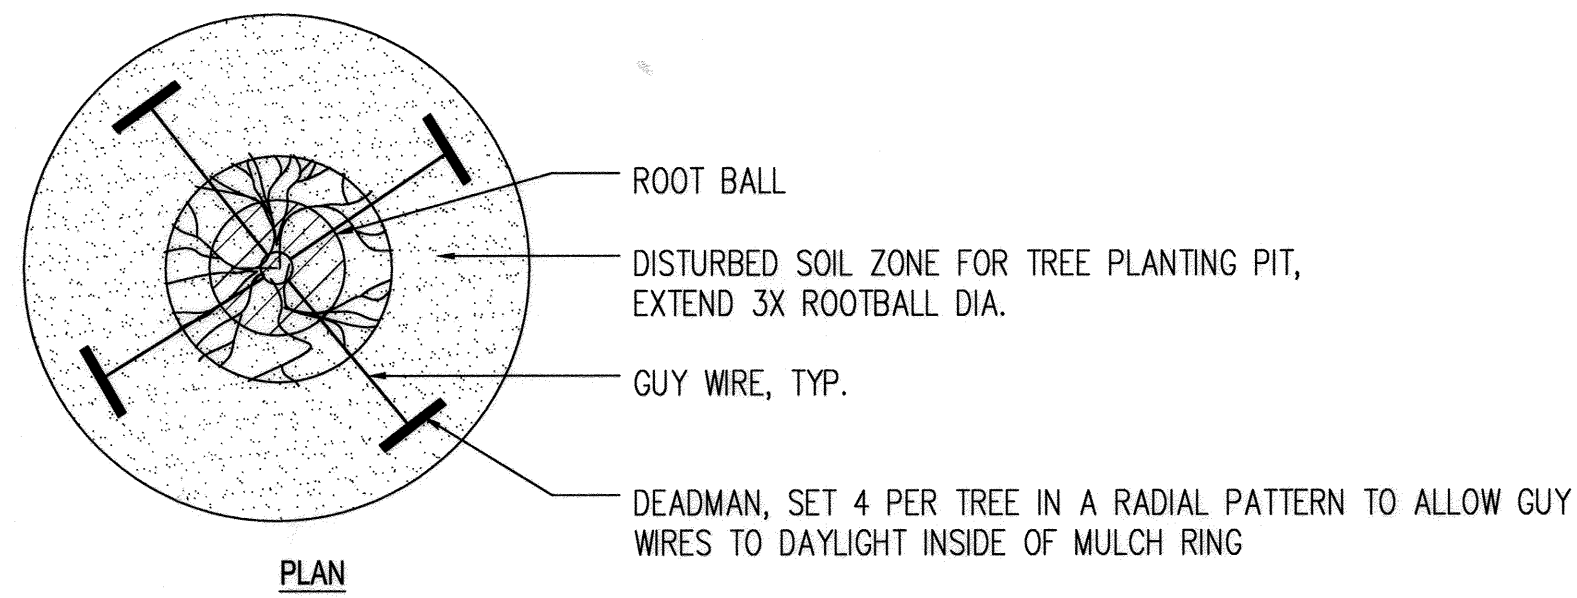 ROOT BALL
DISTURBED SOIL ZONE FOR TREE PLANTING PIT,
EXTEND 3X ROOTBALL DIA.
GUY WIRE, TYP.
DEADMAN, SET 4 PER TREE IN A RADIAL PATTERN TO ALLOW GUY
WIRES TO DAYLIGHT INSIDE OF MULCH RING
PLAN